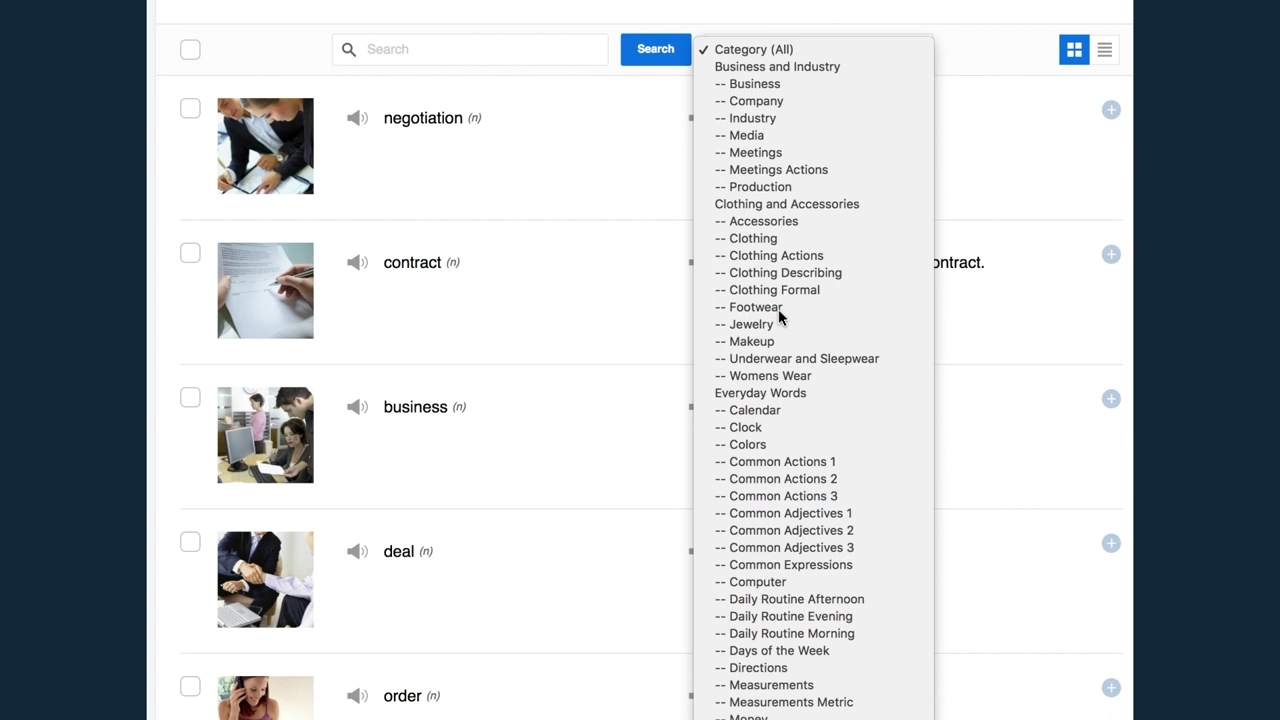 Search
Search
✓ Category (All)
Business and Industry
-- Business
-- Company
-- Industry
-- Media
-- Meetings
-- Meetings Actions
-- Production
Clothing and Accessories
-- Accessories
-- Clothing
-- Clothing Actions
-- Clothing Describing
-- Clothing Formal
-- Footwear
-- Jewelry
-- Makeup
-- Underwear and Sleepwear
-- Womens Wear
Everyday Words
-- Calendar
-- Clock
-- Colors
-- Common Actions 1
-- Common Actions 2
-- Common Actions 3
-- Common Adjectives 1
-- Common Adjectives 2
-- Common Adjectives 3
-- Common Expressions
-- Computer
-- Daily Routine Afternoon
-- Daily Routine Evening
-- Daily Routine Morning
-- Days of the Week
-- Directions
-- Measurements
-- Measurements Metric
-- Money
negotiation (n)
contract (n)
ontract.
business (n)
deal (n)
order (n)